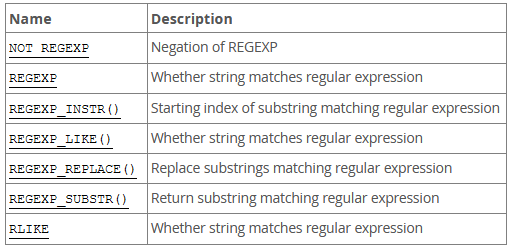 Name Description
NOT REGEXP Negation of REGEXP
REGEXP Whether string matches regular expression
REGEXP_INSTR() Starting index of substring matching regular expression
REGEXP_LIKE() Whether string matches regular expression
REGEXP_REPLACE() Replace substrings matching regular expression
REGEXP_SUBSTR() Return substring matching regular expression
RLIKE Whether string matches regular expression